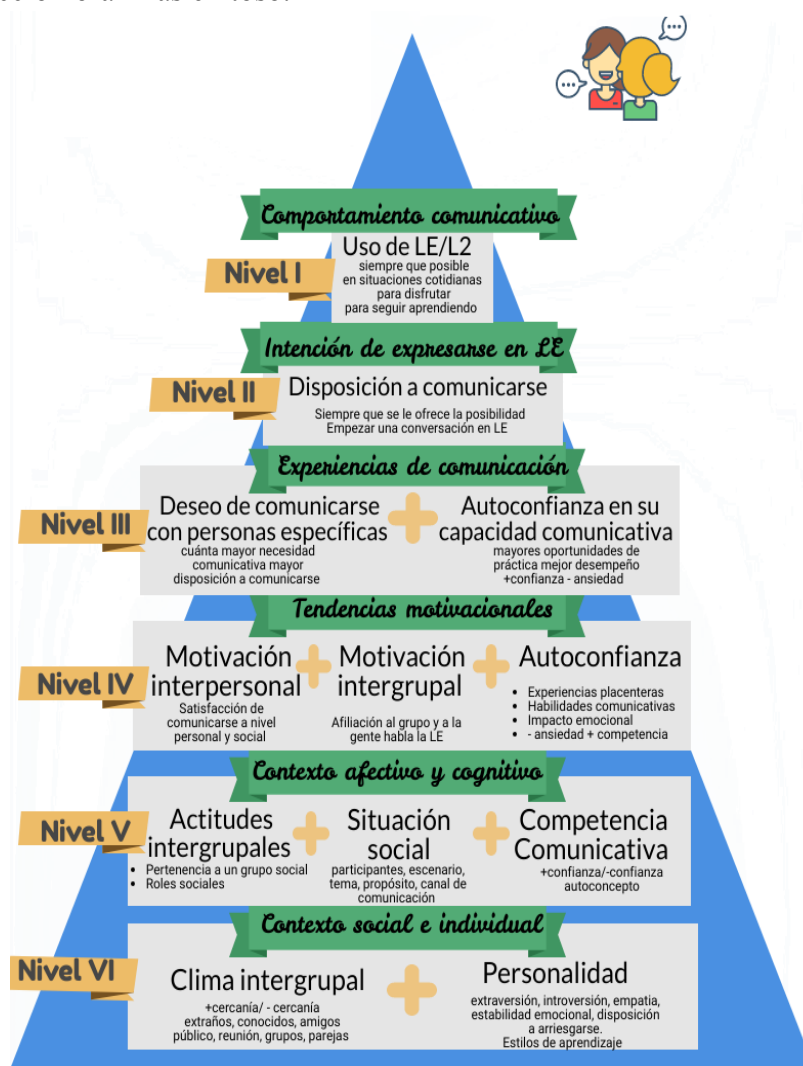 Comportamiento comunicativo
Uso de LE/L2
Nivel I
siempre que posible
en situaciones cotidianas
para disfrutar
para seguir aprendiendo
Intención de expresarse en LE
Nivel II
Disposición a comunicarse
Siempre que se le ofrece la posibilidad
Empezar una conversación en LE
Experiencias de comunicación
Nivel III
Deseo de comunicarse
con personas específicas
cuánta mayor necesidad
comunicativa mayor
disposición a comunicarse
Autoconfianza en su
capacidad comunicativa
mayores oportunidades de
práctica mejor desempeño
+confianza - ansiedad
Tendencias motivacionales
Nivel IV
Motivación
interpersonal
Satisfacción de
comunicarse a nivel
personal y social
Motivación
intergrupal
Afiliación al grupo y a la
gente habla la LE
Autoconfianza
• Experiencias placenteras
• Habilidades comunicativas
• Impacto emocional
• - ansiedad + competencia
Contexto afectivo y cognitivo
Nivel V
Actitudes
intergrupales
• Pertenencia a un grupo social
• Roles sociales
Situación
social
participantes, escenario,
tema, propósito, canal de
comunicación
Competencia
Comunicativa
+confianza/-confianza
autoconcepto
Contexto social e individual
Nivel VI
Clima intergrupal
+cercanía/ - cercanía
extraños, conocidos, amigos
público, reunión, grupos, parejas
Personalidad
extraversión, introversión, empatia,
estabilidad emocional, disposición
a arriesgarse.
Estilos de aprendizaje